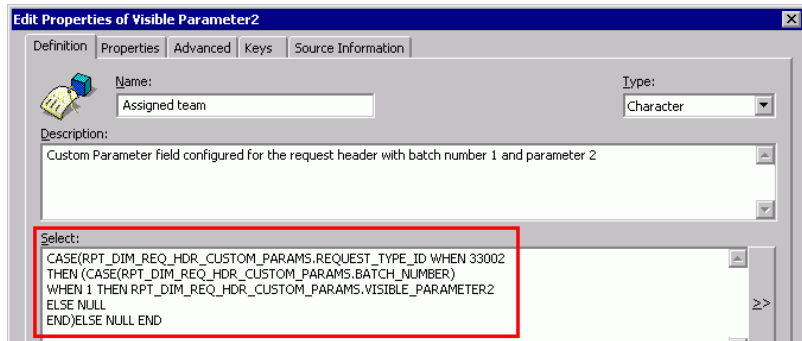 Edit Properties of Visible Parameter2
Definition Properties Advanced Keys Source Information
Name: Type:
Assigned team Character
Description:
Custom Parameter field configured for the request header with batch number 1 and parameter 2
Select:
CASE(RPT_DIM_REQ_HDR_CUSTOM_PARAMS.REQUEST_TYPE_ID WHEN 33002
THEN (CASE(RPT_DIM_REQ_HDR_CUSTOM_PARAMS.BATCH_NUMBER)
WHEN 1 THEN RPT_DIM_REQ_HDR_CUSTOM_PARAMS.VISIBLE_PARAMETER2
ELSE NULL
END)ELSE NULL END
>>